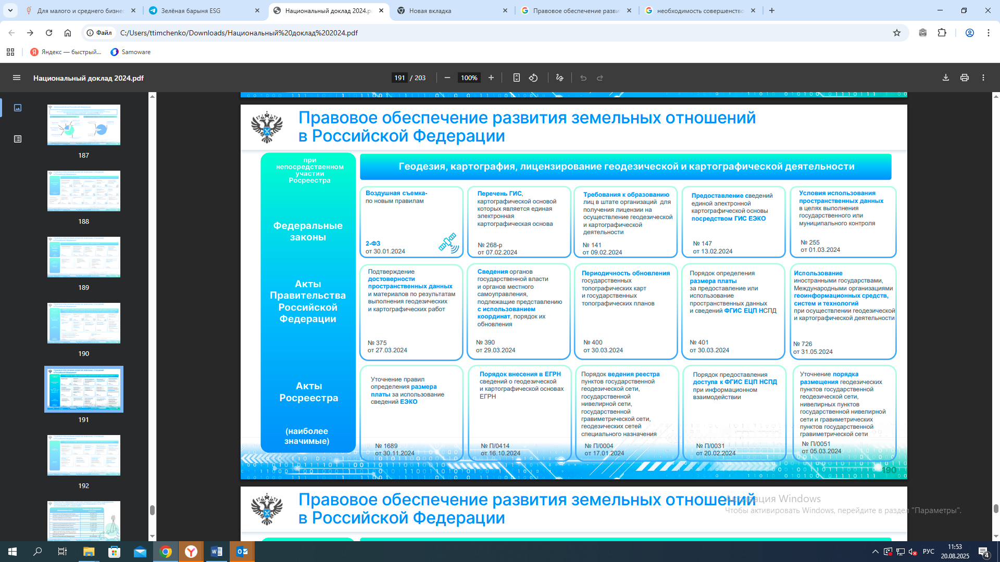 Для малого и среднего бизнес
Зелёная барыня ESG
Национальный доклад 2024.pd
Новая вкладка
Правовое обеспечение разви
необходимость совершенство
Файл
C:/Users/ttimchenko/Downloads/Национальный%20доклад%202024.pdf
Яндекс — быстрый...
Samoware
Национальный доклад 2024.pdf
191 / 203
100%
187
188
189
190
191
192
Правовое обеспечение развития земельных отношений
в Российской Федерации
при
непосредственном
участии
Росреестра
Федеральные
законы
Акты
Правительства
Российской
Федерации
Акты
Росреестра
(наиболее
значимые)
Геодезия, картография, лицензирование геодезической и картографической деятельности
Воздушная съемка-
по новым правилам
2-ФЗ
от 30.01.2024
Перечень ГИС,
картографической основой
которых является единая
электронная
картографическая основа
№ 268-р
от 07.02.2024
Требования к образованию
лиц в штате организаций для
получения лицензии на
осуществление геодезической
и картографической
деятельности
№ 141
от 09.02.2024
Предоставление сведений
единой электронной
картографической основы
посредством ГИС ЕЭКО
№ 147
от 13.02.2024
Условия использования
пространственных данных
в целях выполнения
государственного или
муниципального контроля
№ 255
от 01.03.2024
Подтверждение
достоверности
пространственных данных
и материалов по результатам
выполнения геодезических
и картографических работ
№ 375
от 27.03.2024
Сведения органов
государственной власти
и органов местного
самоуправления,
подлежащие представлению
с использованием
координат, порядок их
обновления
№ 390
от 29.03.2024
Периодичность обновления
государственных
топографических карт
и государственных
топографических планов
№ 400
от 30.03.2024
Порядок определения
размера платы
за предоставление или
использование
пространственных данных
и сведений ФГИС ЕЦП НСПД
№ 401
от 30.03.2024
Использование
иностранными государствами,
Международными организациями
геоинформационных средств,
систем и технологий
при осуществлении геодезической
и картографической деятельности
№ 726
от 31.05.2024
Уточнение правил
определения размера
платы за использование
сведений ЕЭКО
№ 1689
от 30.11.2024
Порядок внесения в ЕГРН
сведений о геодезической
и картографической основах
ЕГРН
№ П/0414
от 16.10.2024
Порядок ведения реестра
пунктов государственной
геодезической сети,
государственной
нивелирной сети,
государственной
гравиметрической сети,
геодезических сетей
специального назначения
№ П/0004
от 17.01.2024
Порядок предоставления
доступа к ФГИС ЕЦП НСПД
при информационном
взаимодействии
№ П/0031
от 20.02.2024
Уточнение порядка
размещения геодезических
пунктов государственной
геодезической сети,
нивелирных пунктов
государственной нивелирной
сети и гравиметрических
пунктов государственной
гравиметрической сети
№ П/0051
от 05.03.2024
190
Правовое обеспечение развития земельных отношений
в Российской Федерации
Активация Windows
Чтобы активировать Windows, перейдите в раздел "Параметры".
РУС
11:53
20.08.2025
4